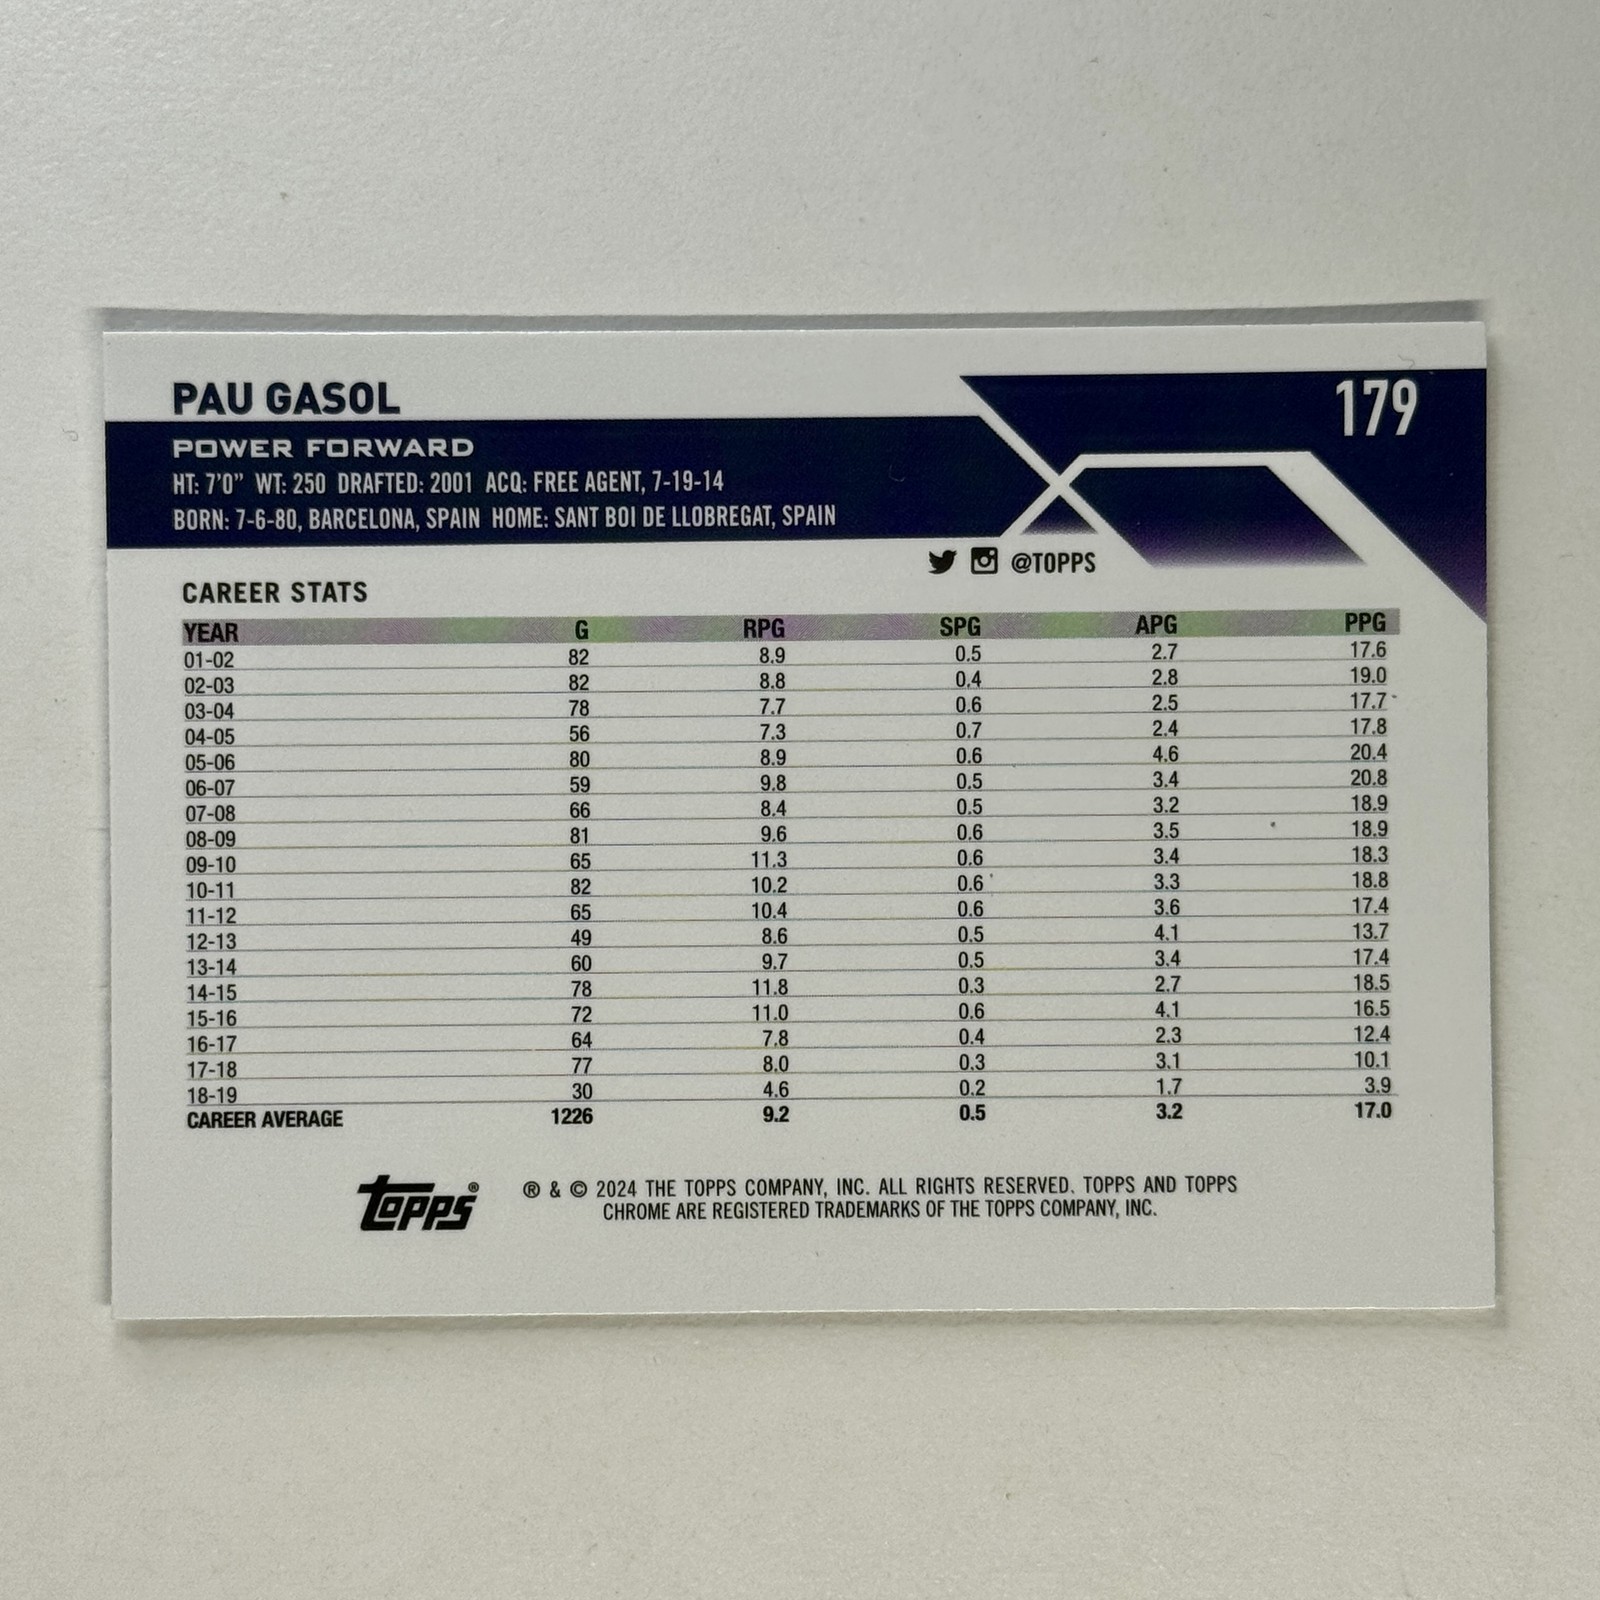 PAU GASOL
179
POWER FORWARD
HT: 7'0" WT: 250 DRAFTED: 2001 ACQ: FREE AGENT, 7-19-14
BORN: 7-6-80, BARCELONA, SPAIN HOME: SANT BOI DE LLOBREGAT, SPAIN
@TOPPS
CAREER STATS
YEAR G RPG SPG APG PPG
01-02 82 8.9 0.5 2.7 17.6
02-03 82 8.8 0.4 2.8 19.0
03-04 78 7.7 0.6 2.5 17.7
04-05 56 7.3 0.7 2.4 17.8
05-06 80 8.9 0.6 4.6 20.4
06-07 59 9.8 0.5 3.4 20.8
07-08 66 8.4 0.5 3.2 18.9
08-09 81 9.6 0.6 3.5 18.9
09-10 65 11.3 0.6 3.4 18.3
10-11 82 10.2 0.6 3.3 18.8
11-12 65 10.4 0.6 3.6 17.4
12-13 49 8.6 0.5 4.1 13.7
13-14 60 9.7 0.5 3.4 17.4
14-15 78 11.8 0.3 2.7 18.5
15-16 72 11.0 0.6 4.1 16.5
16-17 64 7.8 0.4 2.3 12.4
17-18 77 8.0 0.3 3.1 10.1
18-19 30 4.6 0.2 1.7 3.9
CAREER AVERAGE 1226 9.2 0.5 3.2 17.0
TOPPS®
® & © 2024 THE TOPPS COMPANY, INC. ALL RIGHTS RESERVED. TOPPS AND TOPPS
CHROME ARE REGISTERED TRADEMARKS OF THE TOPPS COMPANY, INC.